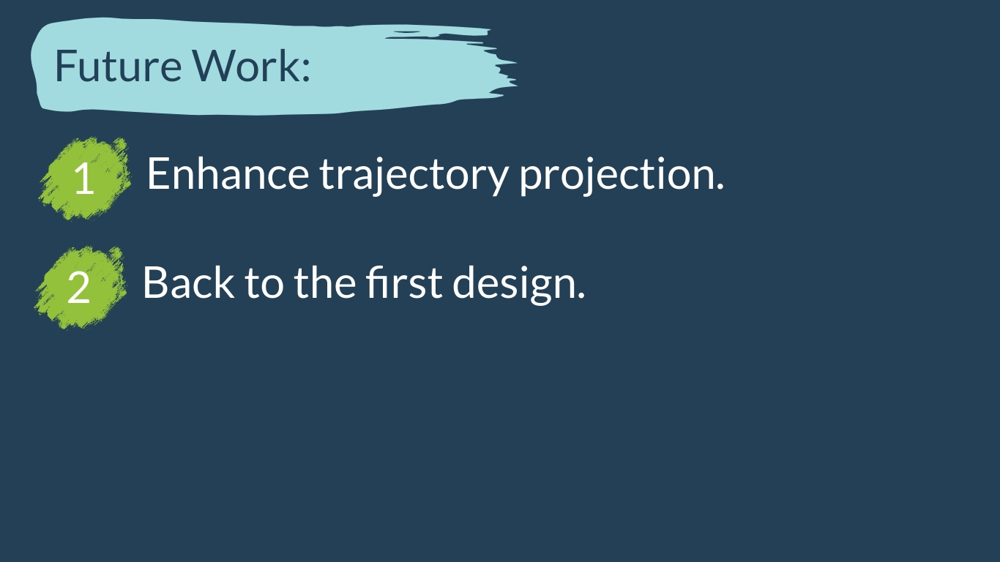 Future Work:
1 Enhance trajectory projection.
2 Back to the first design.